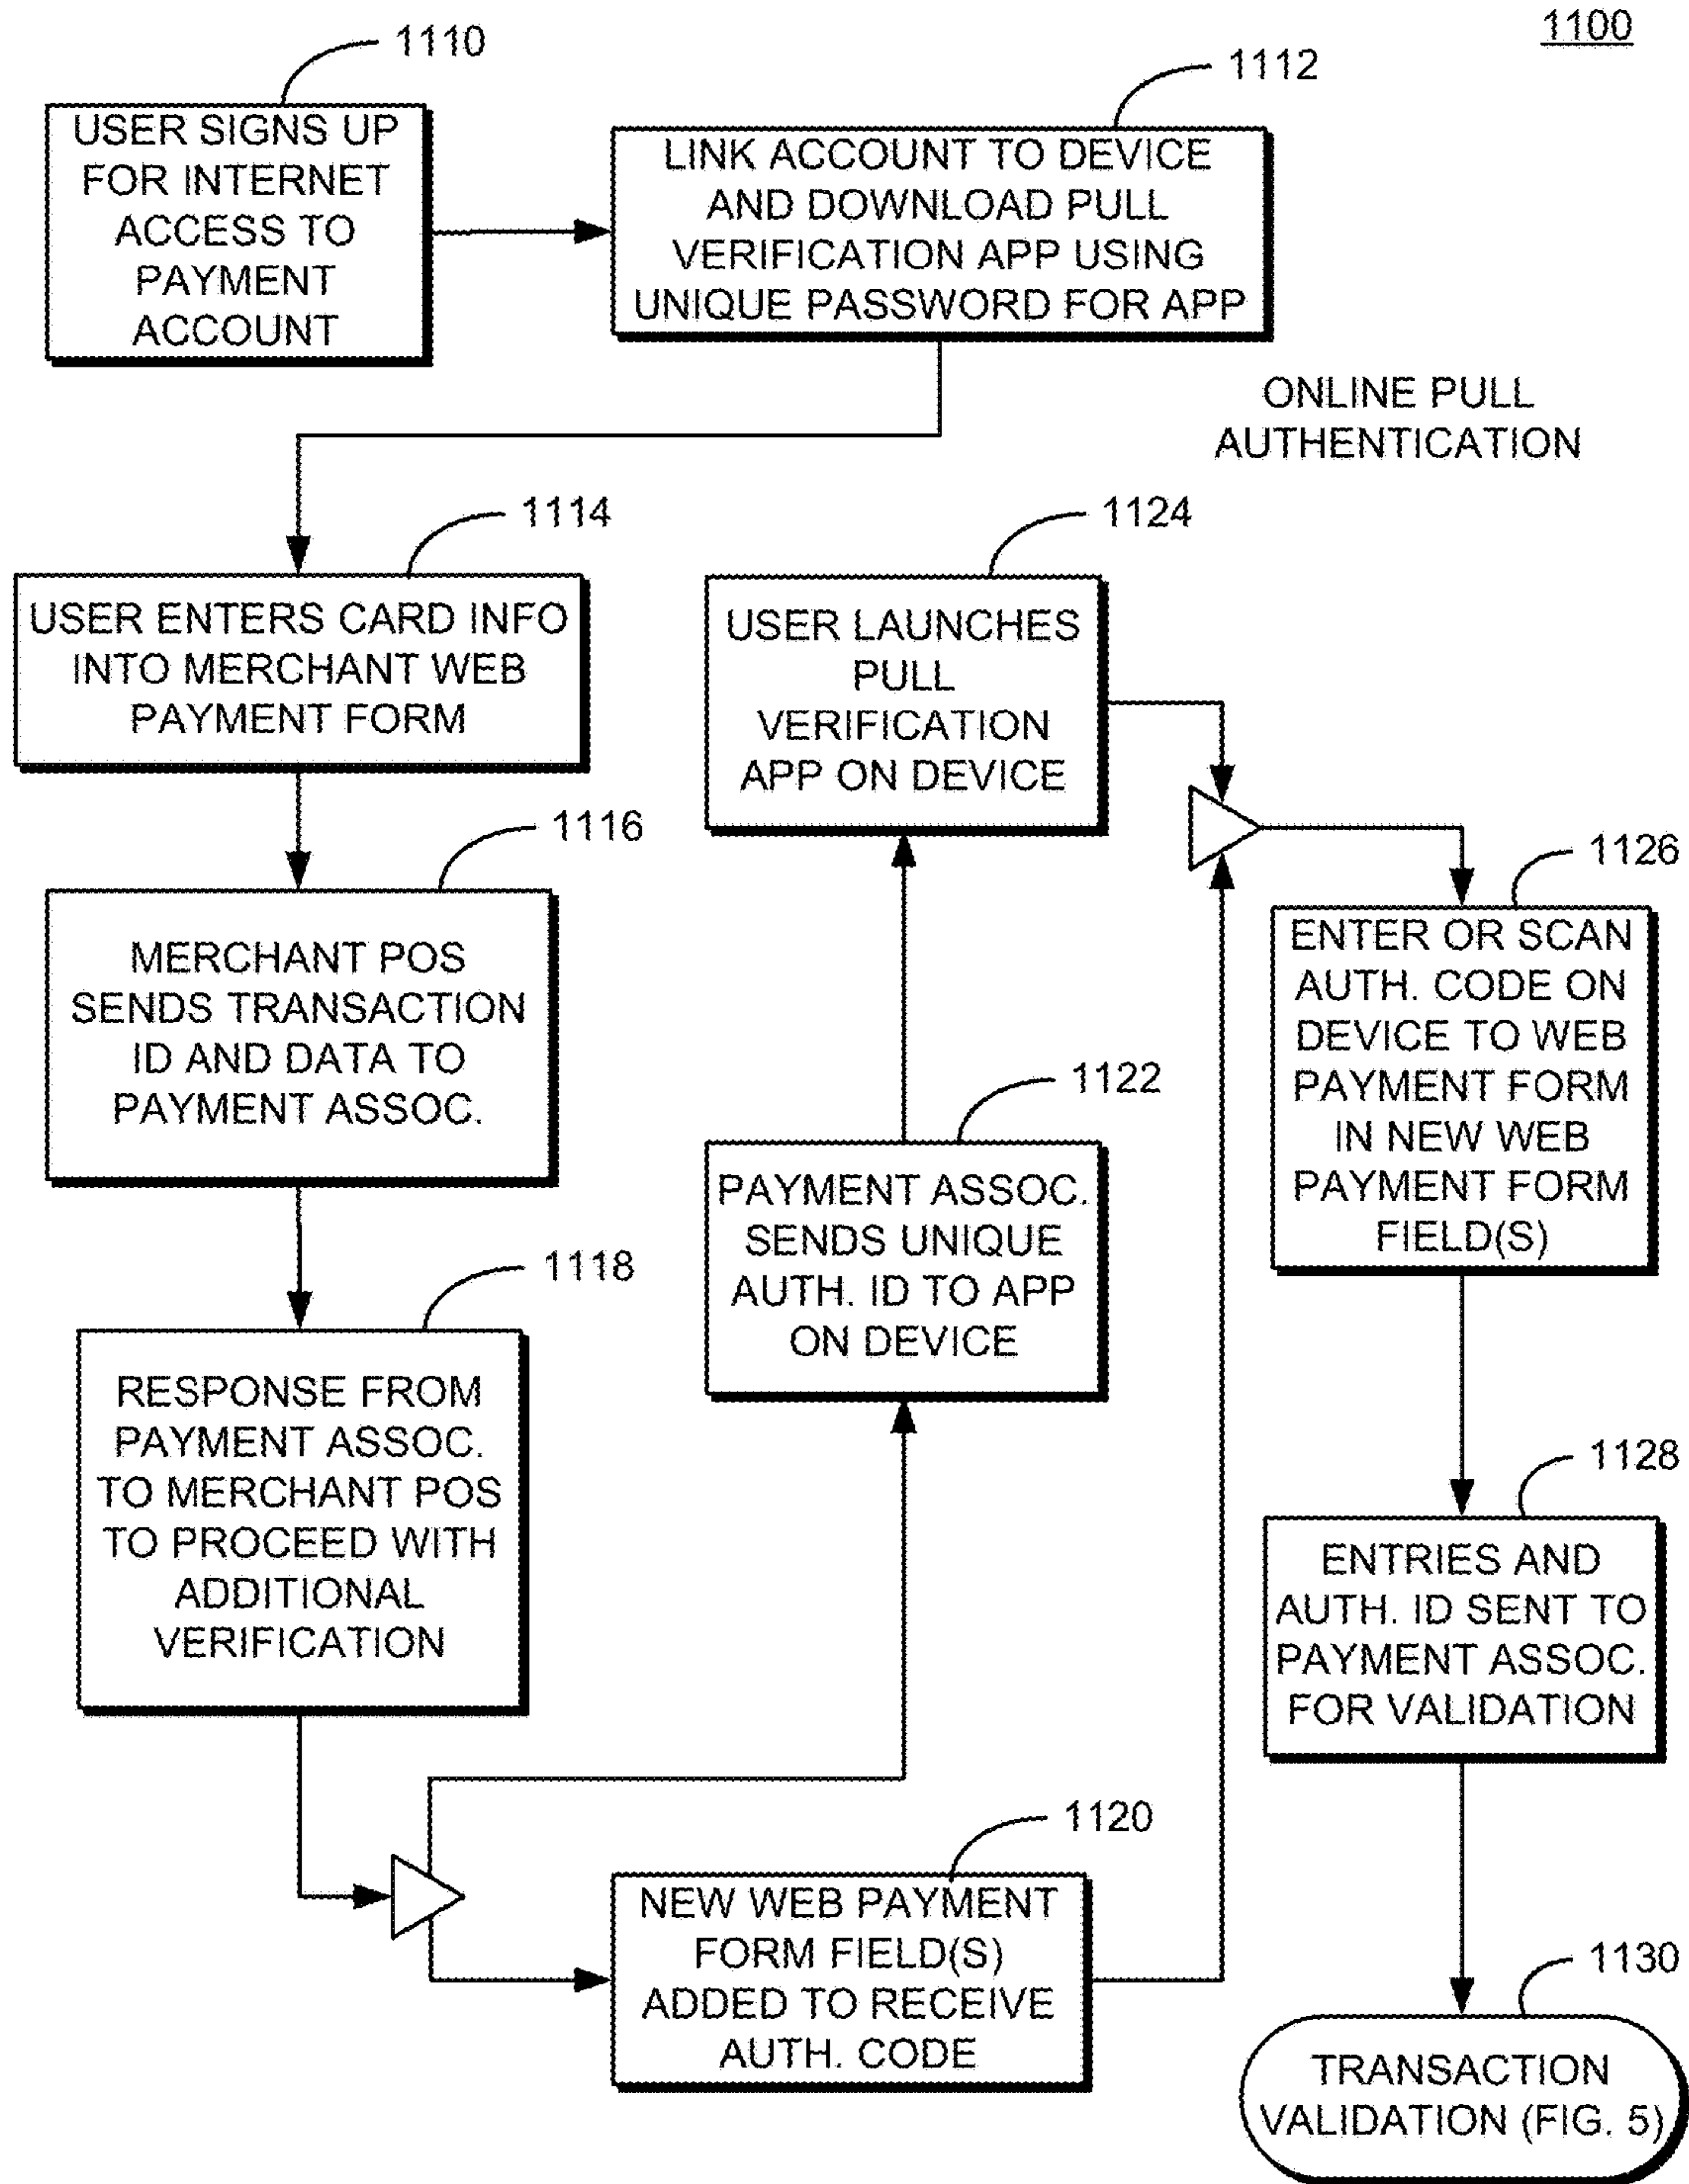 1100
1110
USER SIGNS UP
FOR INTERNET
ACCESS TO
PAYMENT
ACCOUNT
1112
LINK ACCOUNT TO DEVICE
AND DOWNLOAD PULL
VERIFICATION APP USING
UNIQUE PASSWORD FOR APP
ONLINE PULL
AUTHENTICATION
1114
USER ENTERS CARD INFO
INTO MERCHANT WEB
PAYMENT FORM
1116
MERCHANT POS
SENDS TRANSACTION
ID AND DATA TO
PAYMENT ASSOC.
1118
RESPONSE FROM
PAYMENT ASSOC.
TO MERCHANT POS
TO PROCEED WITH
ADDITIONAL
VERIFICATION
1120
NEW WEB PAYMENT
FORM FIELD(S)
ADDED TO RECEIVE
AUTH. CODE
1122
PAYMENT ASSOC.
SENDS UNIQUE
AUTH. ID TO APP
ON DEVICE
1124
USER LAUNCHES
PULL
VERIFICATION
APP ON DEVICE
1126
ENTER OR SCAN
AUTH. CODE ON
DEVICE TO WEB
PAYMENT FORM
IN NEW WEB
PAYMENT FORM
FIELD(S)
1128
ENTRIES AND
AUTH. ID SENT TO
PAYMENT ASSOC.
FOR VALIDATION
1130
TRANSACTION
VALIDATION (FIG. 5)